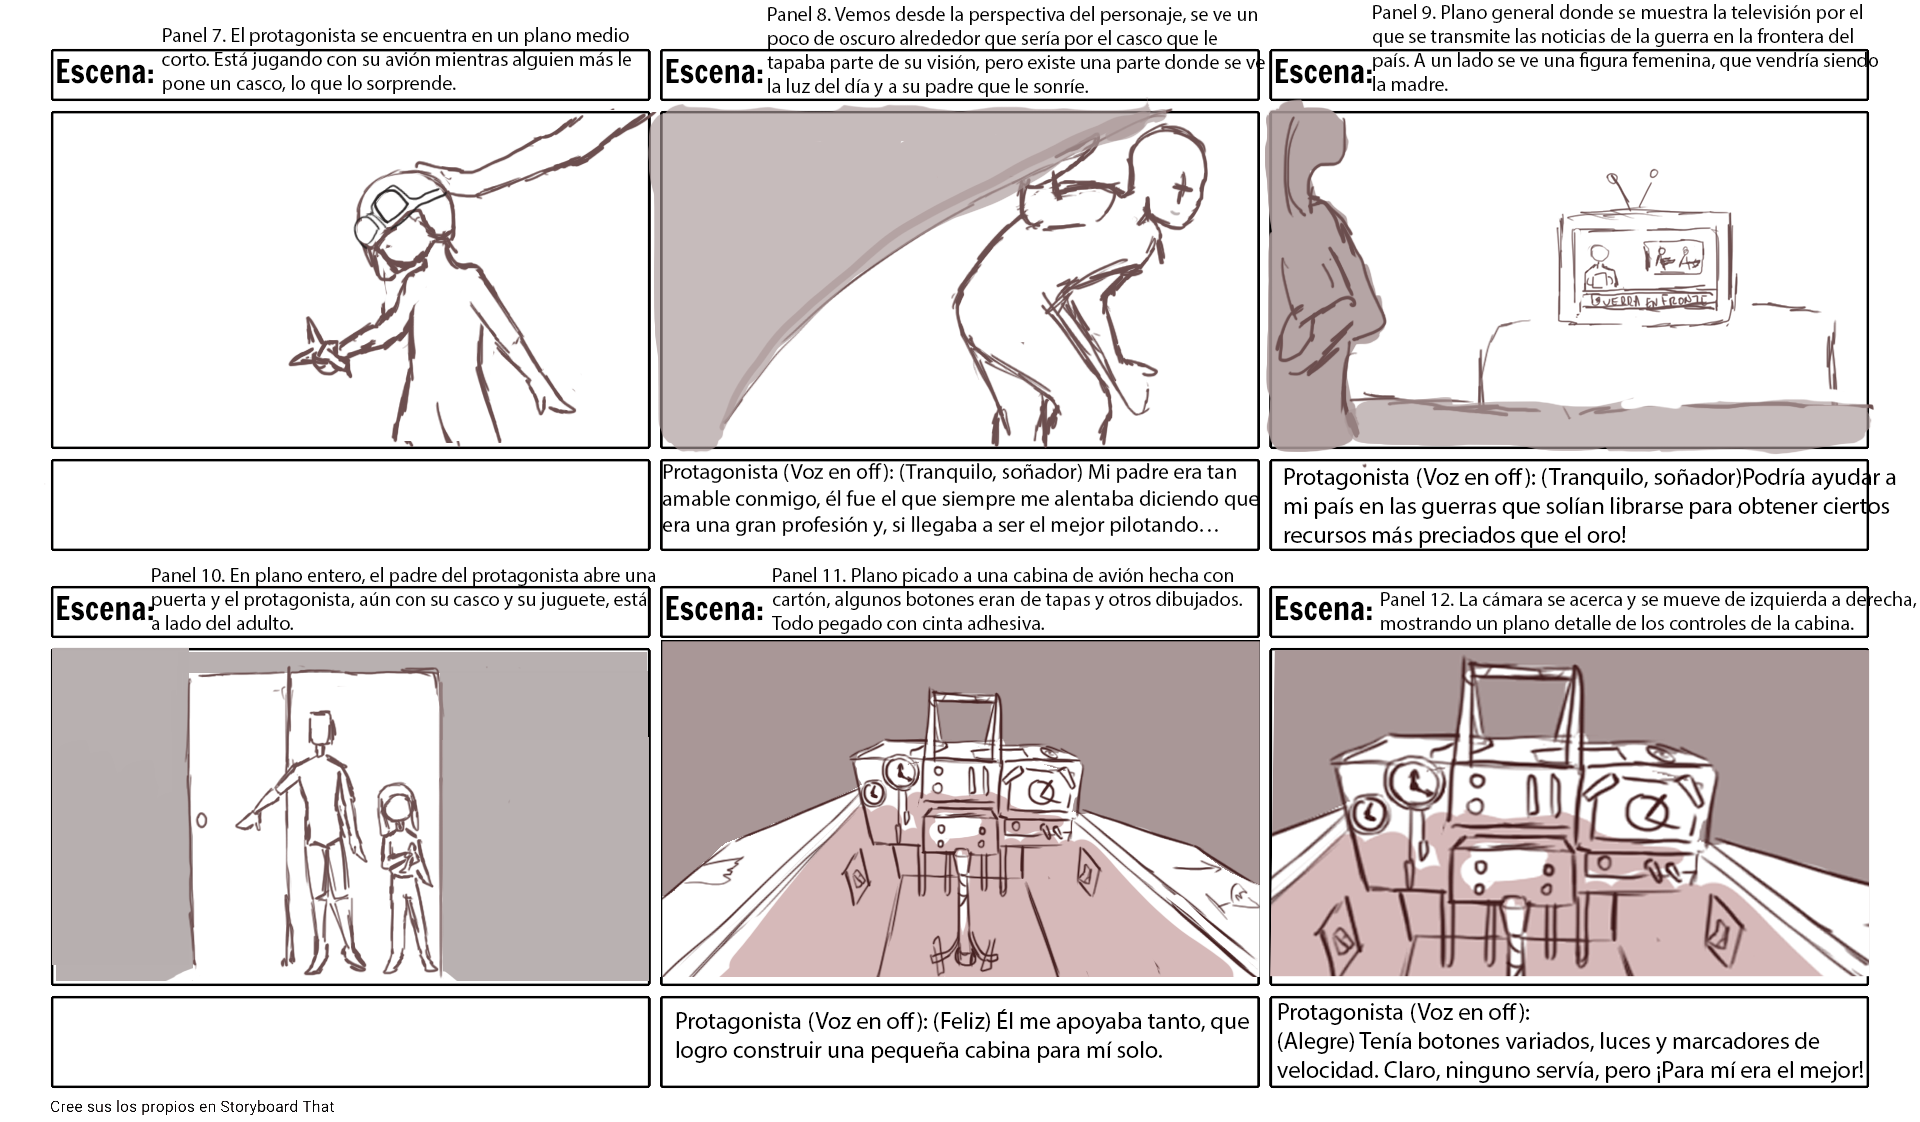 Panel 7. El protagonista se encuentra en un plano medio
corto. Está jugando con su avión mientras alguien más le
pone un casco, lo que lo sorprende.
Escena:
Panel 8. Vemos desde la perspectiva del personaje, se ve un
poco de oscuro alrededor que sería por el casco que le
tapaba parte de su visión, pero existe una parte donde se ve
la luz del día y a su padre que le sonríe.
Escena:
Panel 9. Plano general donde se muestra la televisión por el
que se transmite las noticias de la guerra en la frontera del
país. A un lado se ve una figura femenina, que vendría siendo
la madre.
Escena:
GUERRA EN FRONTE
Protagonista (Voz en off): (Tranquilo, soñador) Mi padre era tan
amable conmigo, él fue el que siempre me alentaba diciendo que
era una gran profesión y, si llegaba a ser el mejor pilotando…
Protagonista (Voz en off): (Tranquilo, soñador)Podría ayudar a
mi país en las guerras que solían librarse para obtener ciertos
recursos más preciados que el oro!
Panel 10. En plano entero, el padre del protagonista abre una
puerta y el protagonista, aún con su casco y su juguete, está
a lado del adulto.
Escena:
Panel 11. Plano picado a una cabina de avión hecha con
cartón, algunos botones eran de tapas y otros dibujados.
Todo pegado con cinta adhesiva.
Escena:
Panel 12. La cámara se acerca y se mueve de izquierda a derecha,
mostrando un plano detalle de los controles de la cabina.
Escena:
Protagonista (Voz en off): (Feliz) Él me apoyaba tanto, que
logro construir una pequeña cabina para mí solo.
Protagonista (Voz en off):
(Alegre) Tenía botones variados, luces y marcadores de
velocidad. Claro, ninguno servía, pero ¡Para mí era el mejor!
Cree sus los propios en Storyboard That